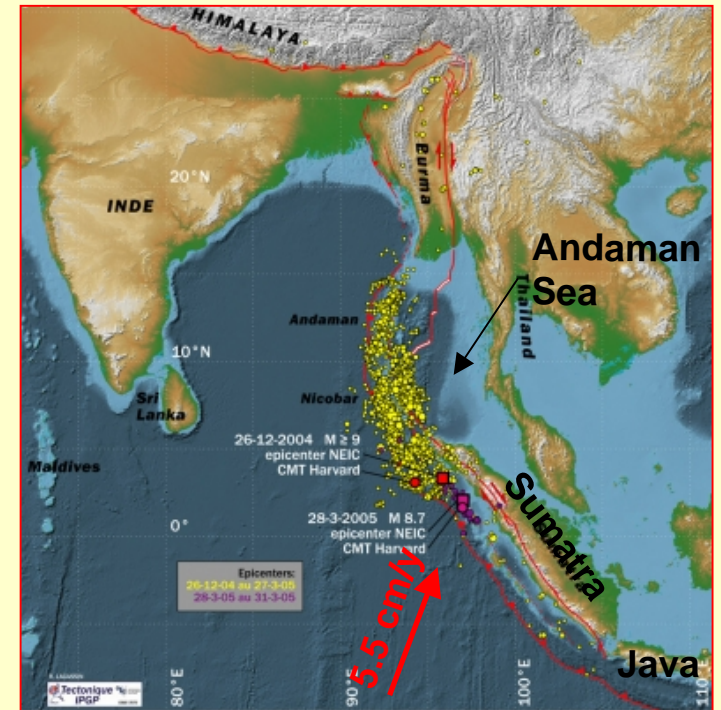 HIMALAYA
Burma
20°N
INDE
Andaman
Sea
Thailand
Andaman
10°N
Nicobar
Sri
Lanka
26-12-2004 M ≥ 9
epicenter NEIC
CMT Harvard
Maldives
28-3-2005 M 8.7
epicenter NEIC
CMT Harvard
0°
Sumatra
Epicenters:
26-12-04 au 27-3-05
28-3-05 au 31-3-05
5.5 cm/y
Java
Tectonique
IPGP
80°E
90°E
100°E
110°E